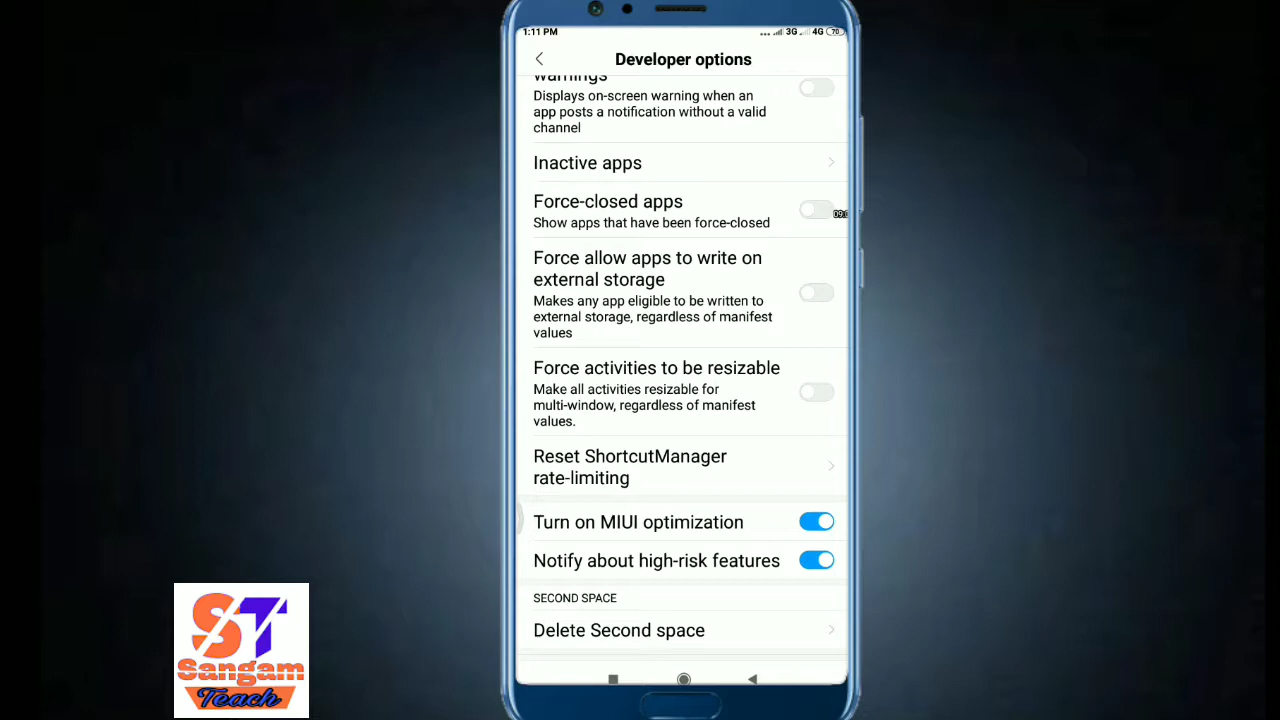 1:11 PM
3G 4G 70
Developer options
warnings
Displays on-screen warning when an
app posts a notification without a valid
channel
Inactive apps
Force-closed apps
Show apps that have been force-closed
Force allow apps to write on
external storage
Makes any app eligible to be written to
external storage, regardless of manifest
values
Force activities to be resizable
Make all activities resizable for
multi-window, regardless of manifest
values.
Reset ShortcutManager
rate-limiting
Turn on MIUI optimization
Notify about high-risk features
SECOND SPACE
Delete Second space
ST
Sangam
Teach